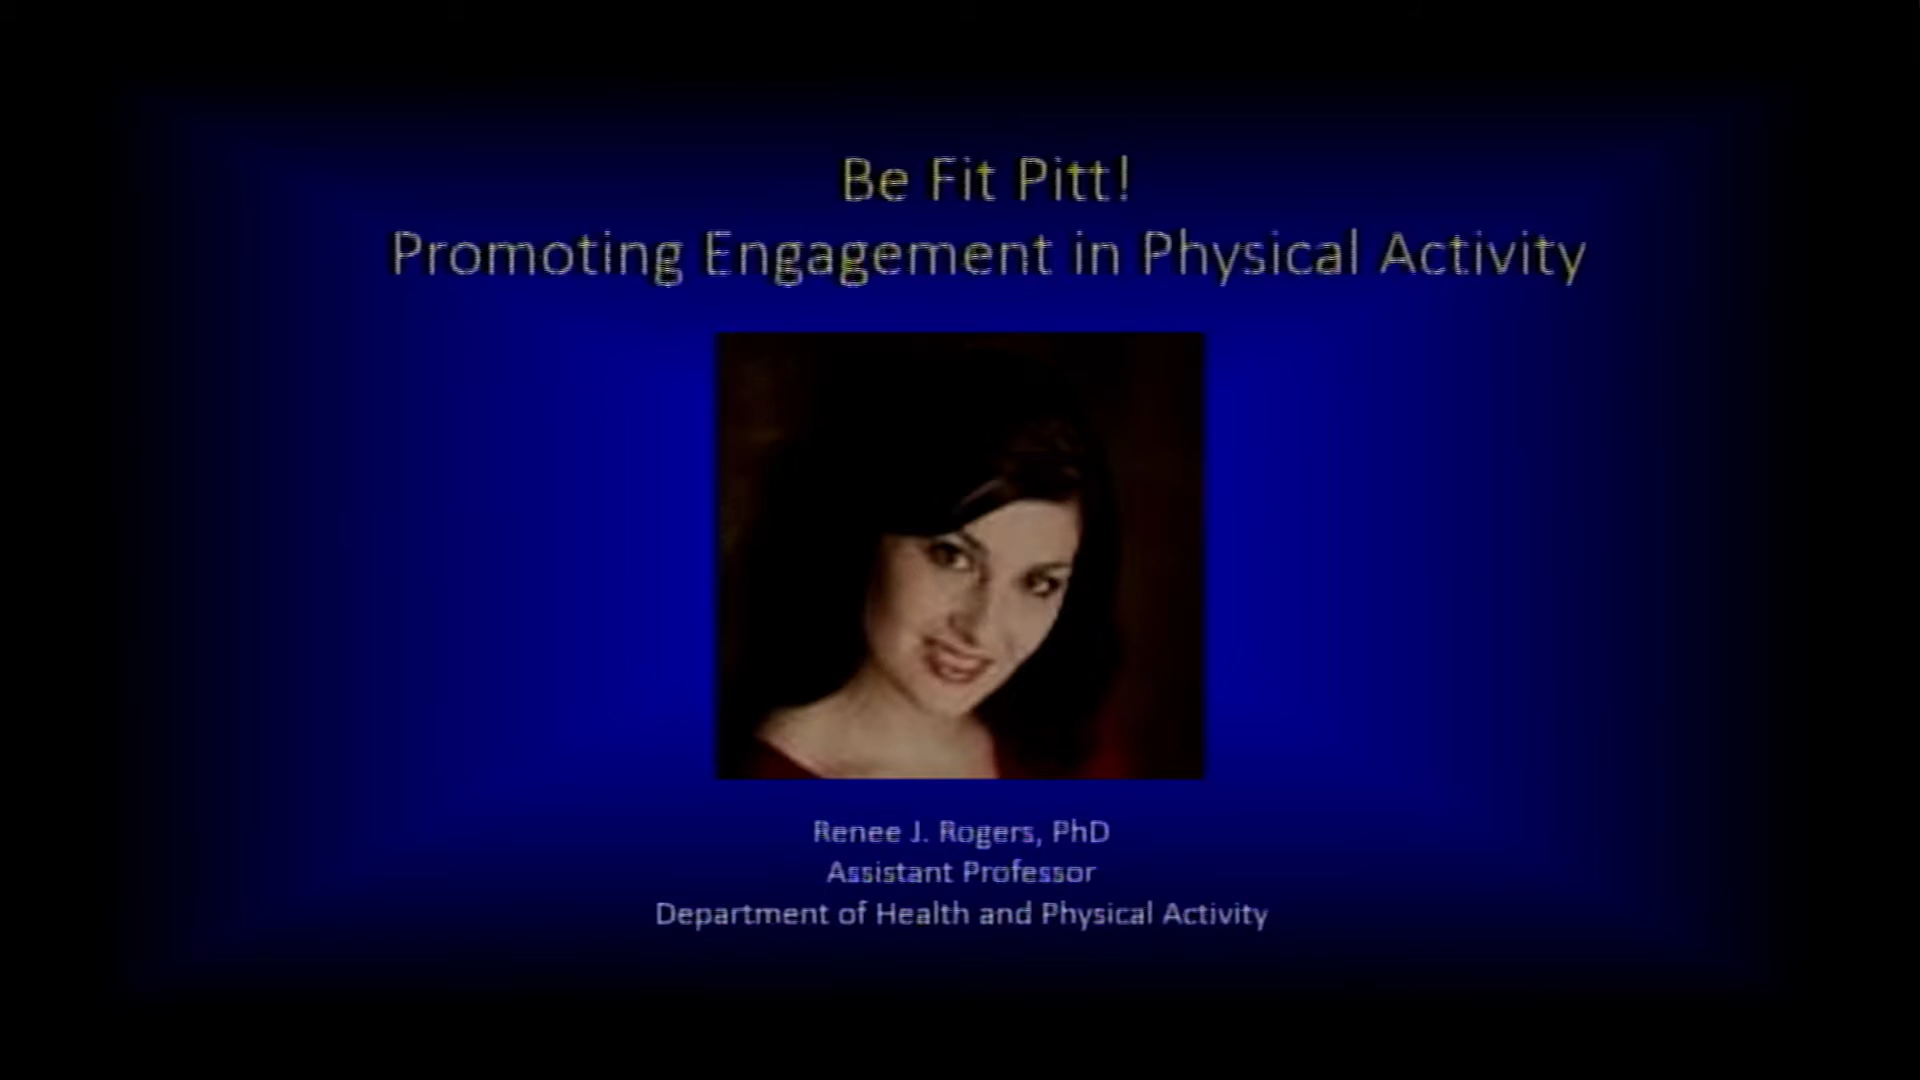 Be Fit Pitt!
Promoting Engagement in Physical Activity
Renee J. Rogers, PhD
Assistant Professor
Department of Health and Physical Activity